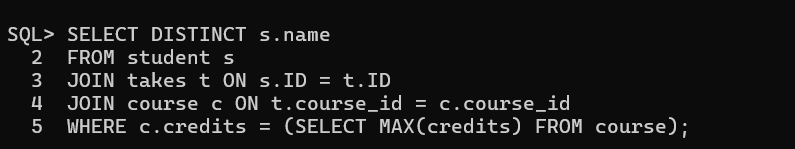 SQL> SELECT DISTINCT s.name
  2  FROM student s
  3  JOIN takes t ON s.ID = t.ID
  4  JOIN course c ON t.course_id = c.course_id
  5  WHERE c.credits = (SELECT MAX(credits) FROM course);